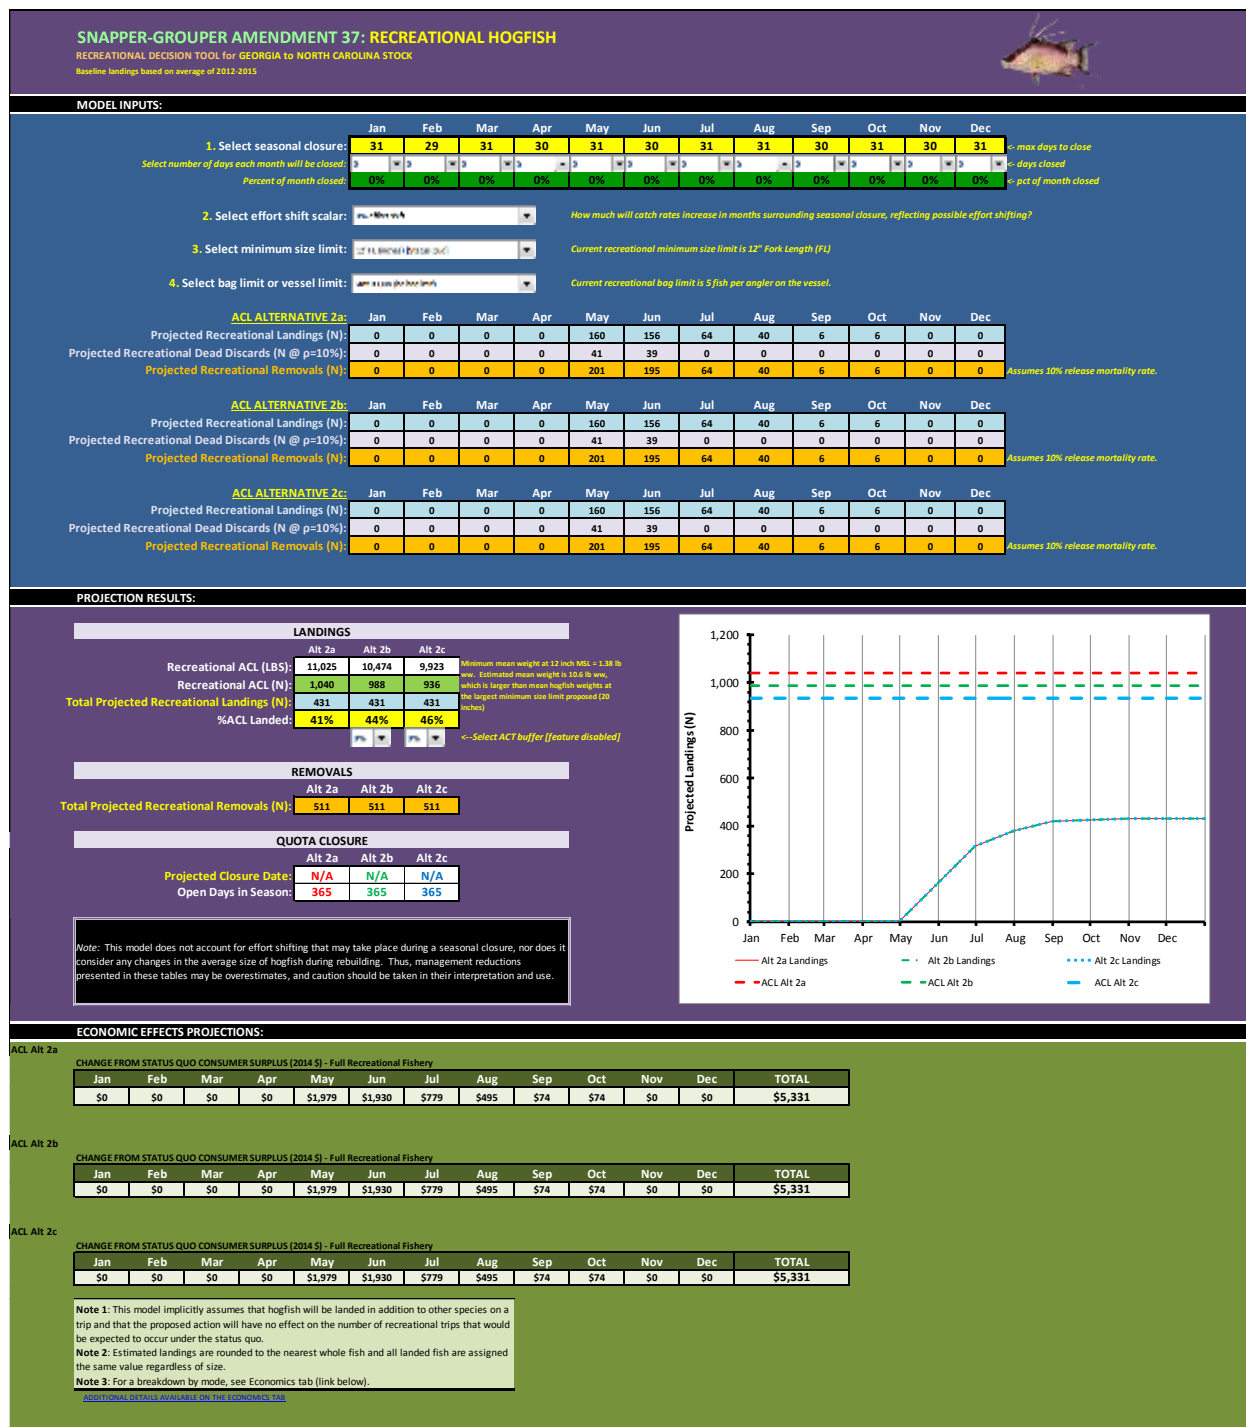 SNAPPER-GROUPER AMENDMENT 37: RECREATIONAL HOGFISH
RECREATIONAL DECISION TOOL for GEORGIA to NORTH CAROLINA STOCK
Baseline landings based on average of 2012-2015
MODEL INPUTS:
Jan Feb Mar Apr May Jun Jul Aug Sep Oct Nov Dec
1. Select seasonal closure: 31 29 31 30 31 30 31 31 30 31 30 31 <- max days to close
Select number of days each month will be closed: <- days closed
Percent of month closed: 0% 0% 0% 0% 0% 0% 0% 0% 0% 0% 0% 0% <- pct of month closed
2. Select effort shift scalar: How much will catch rates increase in months surrounding seasonal closure, reflecting possible effort shifting?
3. Select minimum size limit: Current recreational minimum size limit is 12" Fork Length (FL)
4. Select bag limit or vessel limit: Current recreational bag limit is 5 fish per angler on the vessel.
ACL ALTERNATIVE 2a: Jan Feb Mar Apr May Jun Jul Aug Sep Oct Nov Dec
Projected Recreational Landings (N): 0 0 0 0 160 156 64 40 6 6 0 0
Projected Recreational Dead Discards (N @ ρ=10%): 0 0 0 0 41 39 0 0 0 0 0 0
Projected Recreational Removals (N): 0 0 0 0 201 195 64 40 6 6 0 0 Assumes 10% release mortality rate.
ACL ALTERNATIVE 2b: Jan Feb Mar Apr May Jun Jul Aug Sep Oct Nov Dec
Projected Recreational Landings (N): 0 0 0 0 160 156 64 40 6 6 0 0
Projected Recreational Dead Discards (N @ ρ=10%): 0 0 0 0 41 39 0 0 0 0 0 0
Projected Recreational Removals (N): 0 0 0 0 201 195 64 40 6 6 0 0 Assumes 10% release mortality rate.
ACL ALTERNATIVE 2c: Jan Feb Mar Apr May Jun Jul Aug Sep Oct Nov Dec
Projected Recreational Landings (N): 0 0 0 0 160 156 64 40 6 6 0 0
Projected Recreational Dead Discards (N @ ρ=10%): 0 0 0 0 41 39 0 0 0 0 0 0
Projected Recreational Removals (N): 0 0 0 0 201 195 64 40 6 6 0 0 Assumes 10% release mortality rate.
PROJECTION RESULTS:
LANDINGS
Alt 2a Alt 2b Alt 2c
Recreational ACL (LBS): 11,025 10,474 9,923
Recreational ACL (N): 1,040 988 936
Total Projected Recreational Landings (N): 431 431 431
%ACL Landed: 41% 44% 46%
Minimum mean weight at 12 inch MSL = 1.38 lb
ww. Estimated mean weight is 10.6 lb ww,
which is larger than mean hogfish weights at
the largest minimum size limit proposed (20
inches)
<--Select ACT buffer [feature disabled]
REMOVALS
Alt 2a Alt 2b Alt 2c
Total Projected Recreational Removals (N): 511 511 511
QUOTA CLOSURE
Alt 2a Alt 2b Alt 2c
Projected Closure Date: N/A N/A N/A
Open Days in Season: 365 365 365
Note: This model does not account for effort shifting that may take place during a seasonal closure, nor does it
consider any changes in the average size of hogfish during rebuilding. Thus, management reductions
presented in these tables may be overestimates, and caution should be taken in their interpretation and use.
Projected Landings (N)
1,200
1,000
800
600
400
200
0
Jan Feb Mar Apr May Jun Jul Aug Sep Oct Nov Dec
Alt 2a Landings Alt 2b Landings Alt 2c Landings
ACL Alt 2a ACL Alt 2b ACL Alt 2c
ECONOMIC EFFECTS PROJECTIONS:
ACL Alt 2a
CHANGE FROM STATUS QUO CONSUMER SURPLUS (2014 $) - Full Recreational Fishery
Jan Feb Mar Apr May Jun Jul Aug Sep Oct Nov Dec TOTAL
$0 $0 $0 $0 $1,979 $1,930 $779 $495 $74 $74 $0 $0 $5,331
ACL Alt 2b
CHANGE FROM STATUS QUO CONSUMER SURPLUS (2014 $) - Full Recreational Fishery
Jan Feb Mar Apr May Jun Jul Aug Sep Oct Nov Dec TOTAL
$0 $0 $0 $0 $1,979 $1,930 $779 $495 $74 $74 $0 $0 $5,331
ACL Alt 2c
CHANGE FROM STATUS QUO CONSUMER SURPLUS (2014 $) - Full Recreational Fishery
Jan Feb Mar Apr May Jun Jul Aug Sep Oct Nov Dec TOTAL
$0 $0 $0 $0 $1,979 $1,930 $779 $495 $74 $74 $0 $0 $5,331
Note 1: This model implicitly assumes that hogfish will be landed in addition to other species on a
trip and that the proposed action will have no effect on the number of recreational trips that would
be expected to occur under the status quo.
Note 2: Estimated landings are rounded to the nearest whole fish and all landed fish are assigned
the same value regardless of size.
Note 3: For a breakdown by mode, see Economics tab (link below).
ADDITIONAL DETAILS AVAILABLE ON THE ECONOMICS TAB